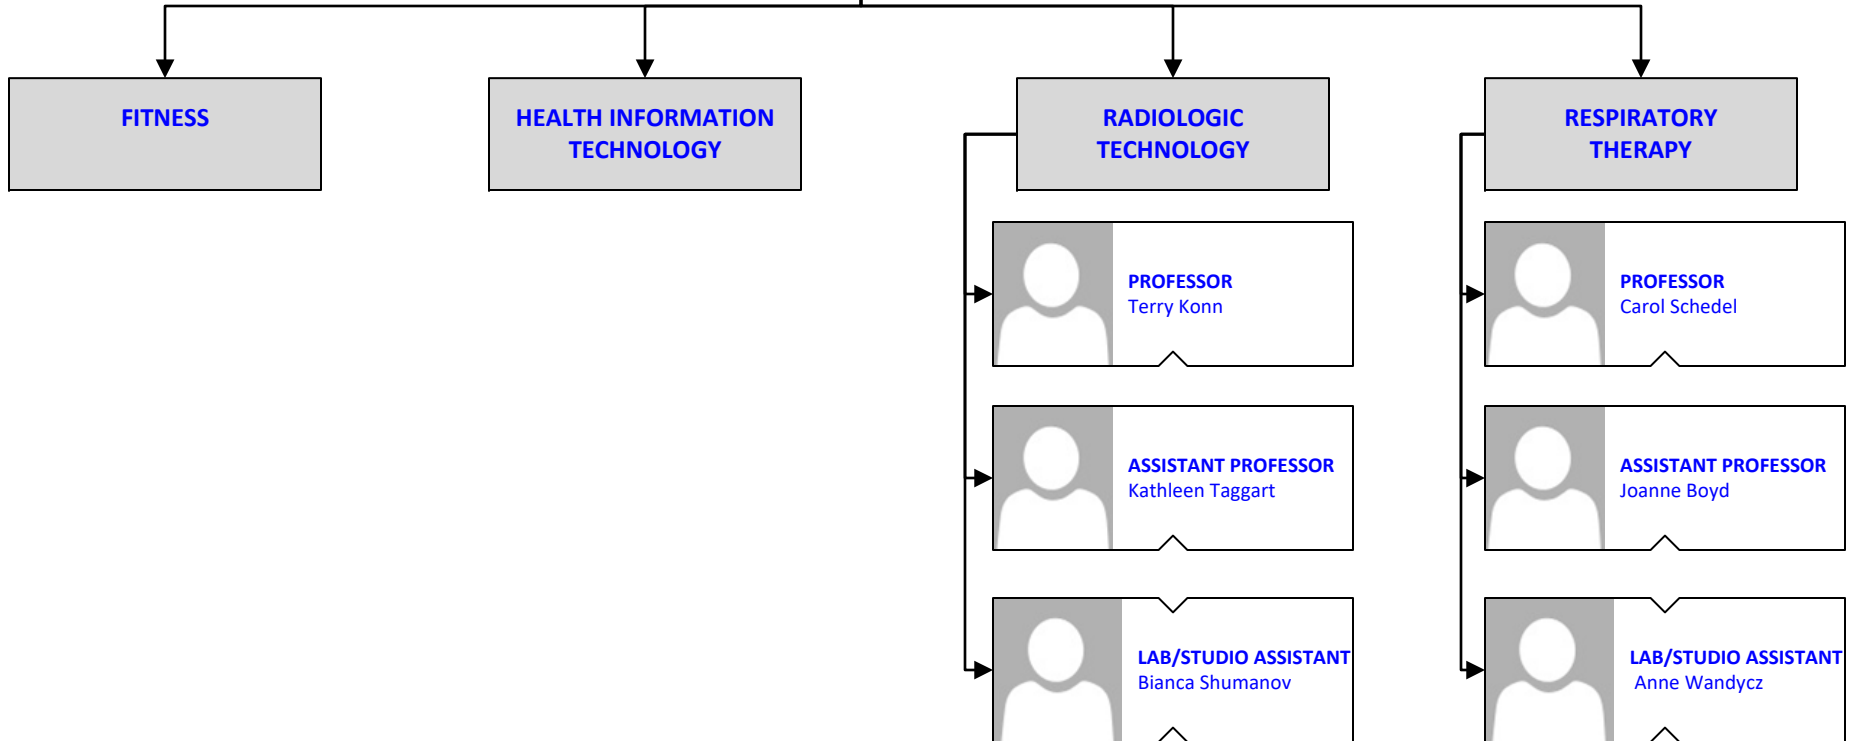 FITNESS
HEALTH INFORMATION
TECHNOLOGY
RADIOLOGIC
TECHNOLOGY
RESPIRATORY
THERAPY
PROFESSOR
Terry Konn
ASSISTANT PROFESSOR
Kathleen Taggart
LAB/STUDIO ASSISTANT
Bianca Shumanov
PROFESSOR
Carol Schedel
ASSISTANT PROFESSOR
Joanne Boyd
LAB/STUDIO ASSISTANT
Anne Wandycz